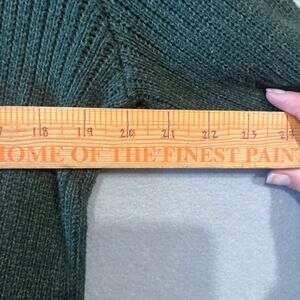 18 19 20 21 22 23
HOME OF THE FINEST PAIN